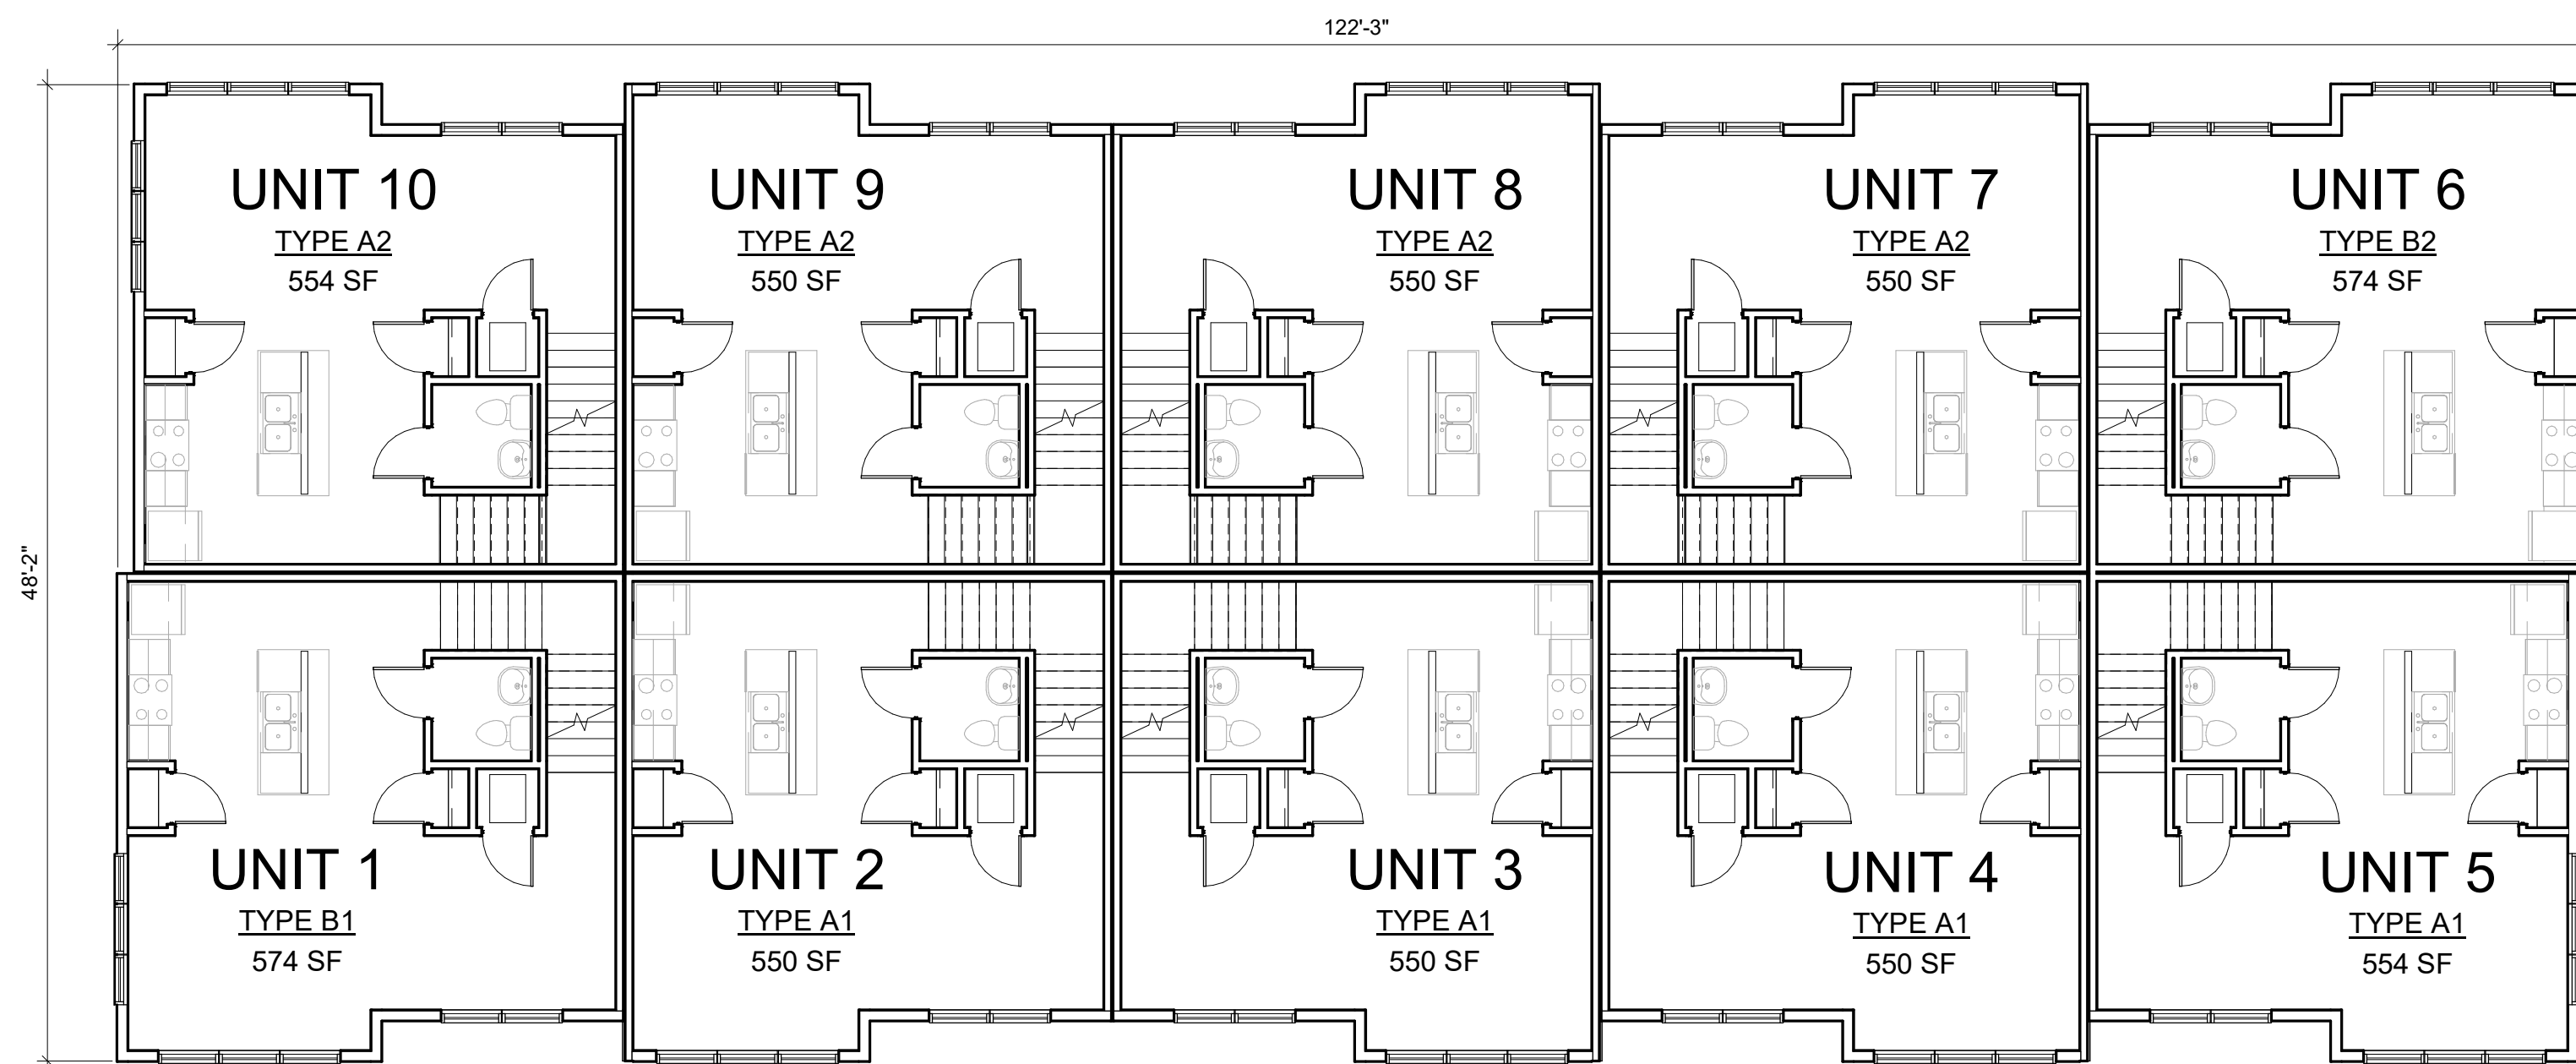 122'-3"
48'-2"
UNIT 10
TYPE A2
554 SF
UNIT 9
TYPE A2
550 SF
UNIT 8
TYPE A2
550 SF
UNIT 7
TYPE A2
550 SF
UNIT 6
TYPE B2
574 SF
UNIT 1
TYPE B1
574 SF
UNIT 2
TYPE A1
550 SF
UNIT 3
TYPE A1
550 SF
UNIT 4
TYPE A1
550 SF
UNIT 5
TYPE A1
554 SF